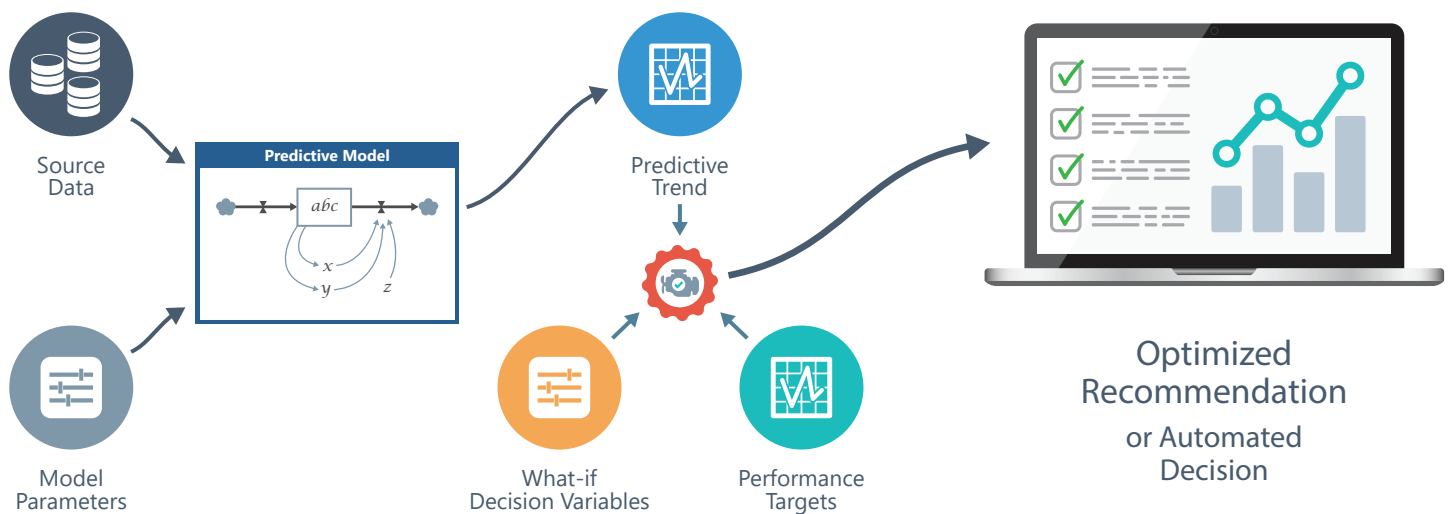 Source
Data
Predictive Model
abc
x
y
z
Model
Parameters
Predictive
Trend
What-if
Decision Variables
Performance
Targets
Optimized
Recommendation
or Automated
Decision